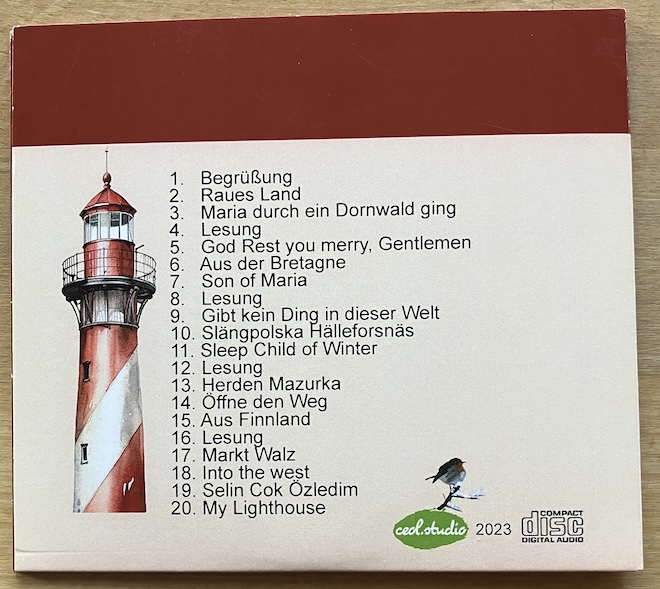 1. Begrüßung
2. Raues Land
3. Maria durch ein Dornwald ging
4. Lesung
5. God Rest you merry, Gentlemen
6. Aus der Bretagne
7. Son of Maria
8. Lesung
9. Gibt kein Ding in dieser Welt
10. Slängpolska Hälleforsnäs
11. Sleep Child of Winter
12. Lesung
13. Herden Mazurka
14. Öffne den Weg
15. Aus Finnland
16. Lesung
17. Markt Walz
18. Into the west
19. Selin Cok Özledim
20. My Lighthouse
ceol.studio 2023
COMPACT
disc
DIGITAL AUDIO